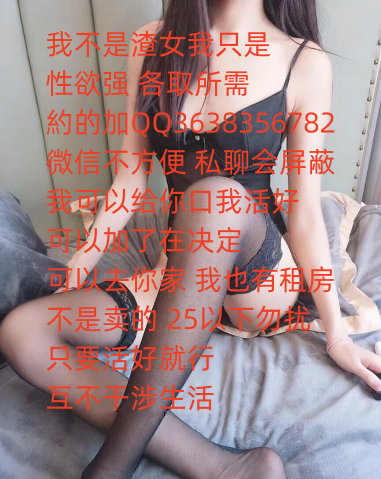 我不是渣女我只是
性欲强 各取所需
約的加QQ3638356782
微信不方便 私聊会屏蔽
我可以给你口我活好
可以加了在决定
可以去你家 我也有租房
不是卖的 25以下勿扰
只要活好就行
互不干涉生活